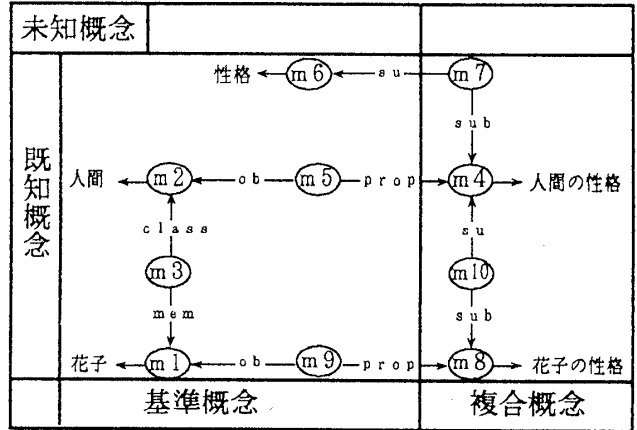 未知概念
性格 m6 su m7
sub
既知概念
人間 m2 ob m5 prop m4 人間の性格
class su
m3 m10
mem sub
花子 m1 ob m9 prop m8 花子の性格
基準概念 複合概念